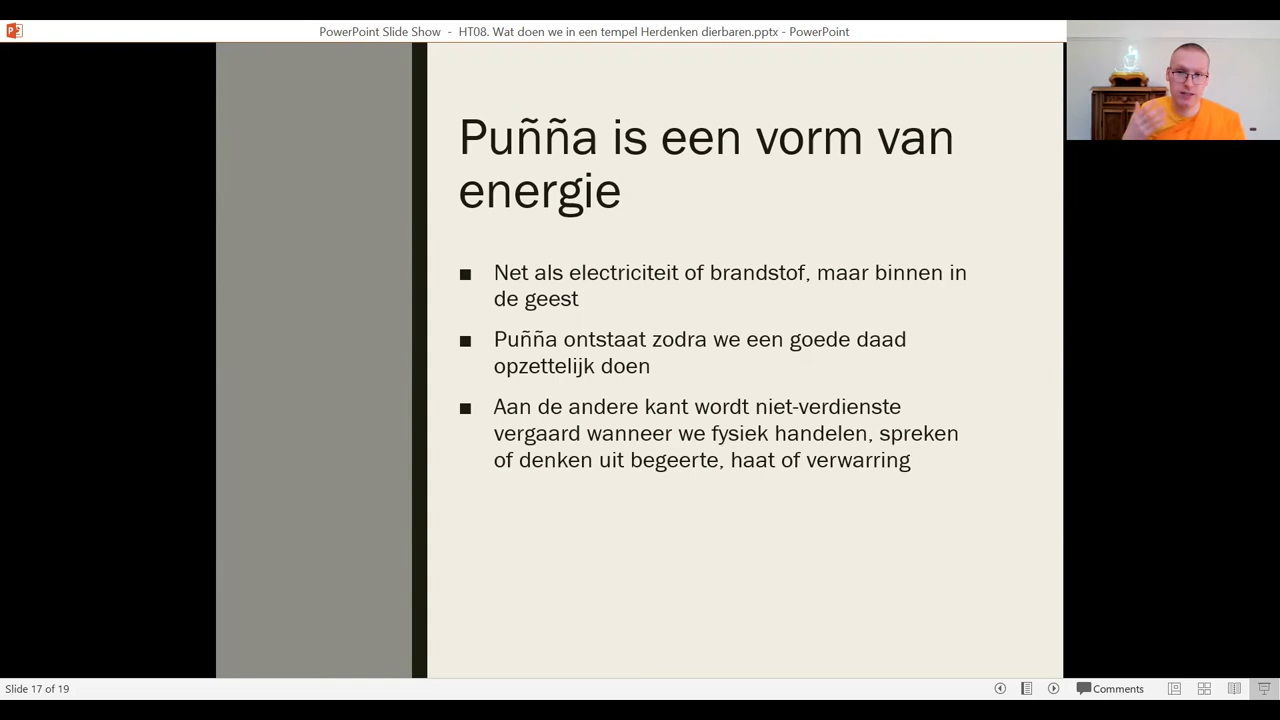 PowerPoint Slide Show - HT08. Wat doen we in een tempel Herdenken dierbaren.pptx - PowerPoint
Puñña is een vorm van
energie
■ Net als electriciteit of brandstof, maar binnen in
de geest
■ Puñña ontstaat zodra we een goede daad
opzettelijk doen
■ Aan de andere kant wordt niet-verdienste
vergaard wanneer we fysiek handelen, spreken
of denken uit begeerte, haat of verwarring
Slide 17 of 19
Comments